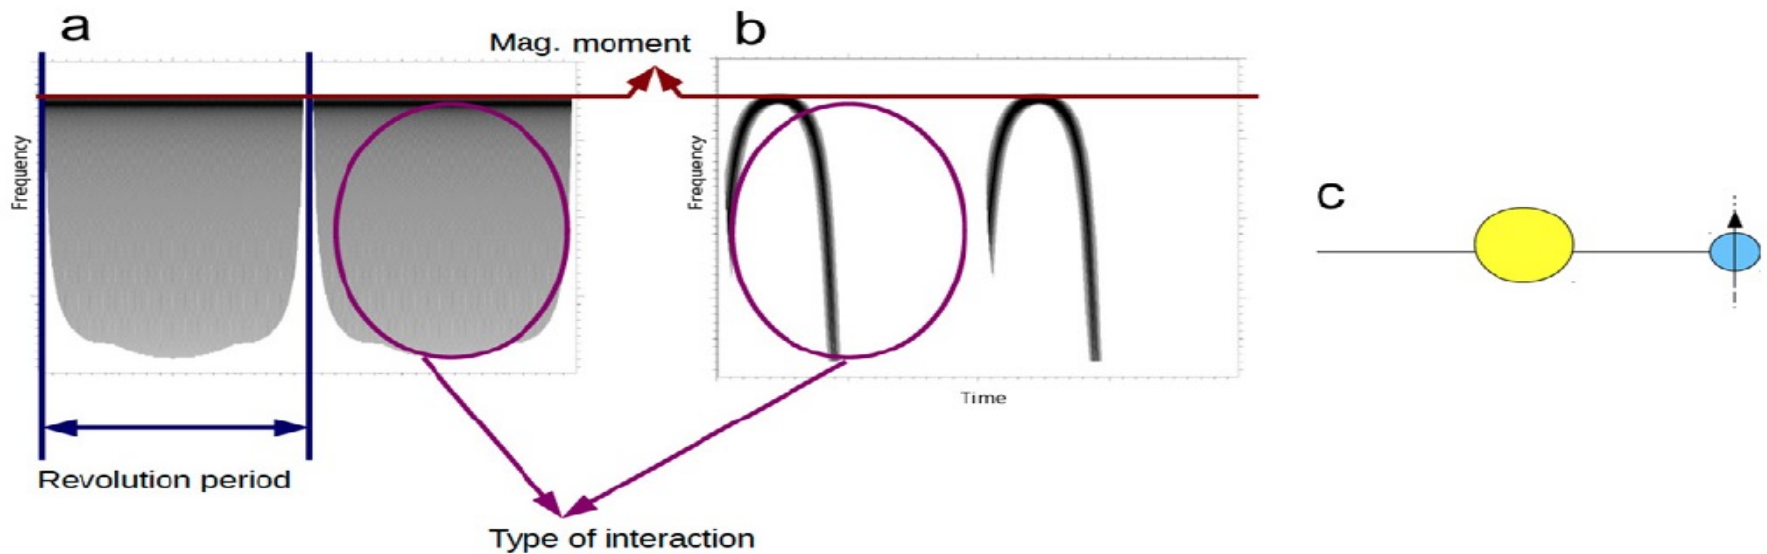 a
Mag. moment
b
Frequency
Frequency
c
Time
Revolution period
Type of interaction